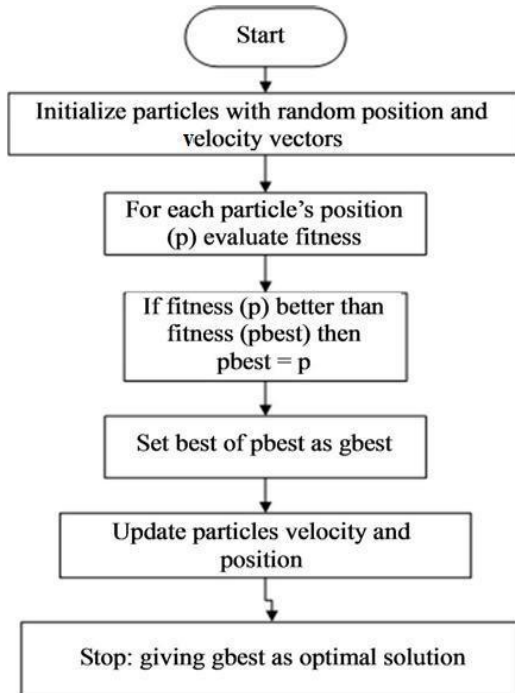 Start
Initialize particles with random position and
velocity vectors
For each particle's position
(p) evaluate fitness
If fitness (p) better than
fitness (pbest) then
pbest = p
Set best of pbest as gbest
Update particles velocity and
position
Stop: giving gbest as optimal solution